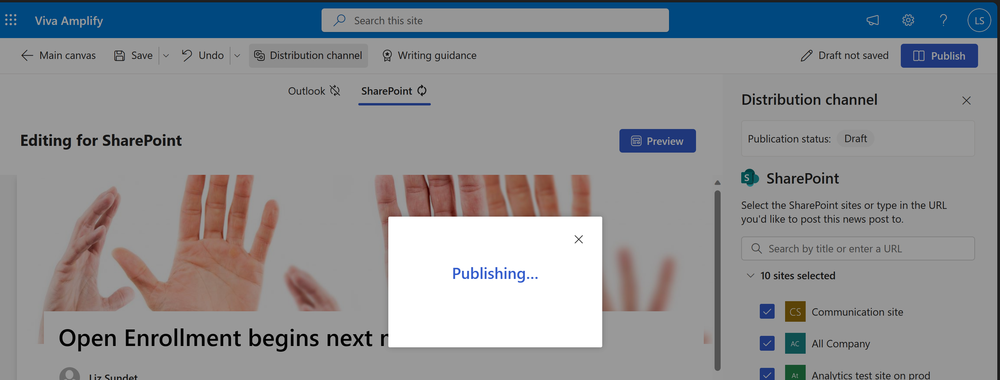 Viva Amplify
Search this site
LS
Main canvas
Save
Undo
Distribution channel
Writing guidance
Draft not saved
Publish
Outlook
SharePoint
Distribution channel
Editing for SharePoint
Preview
Publication status: Draft
S SharePoint
Select the SharePoint sites or type in the URL
you'd like to post this news post to.
Search by title or enter a URL
Publishing...
10 sites selected
CS Communication site
Open Enrollment begins next
AC All Company
Liz Sundet
At Analytics test site on prod